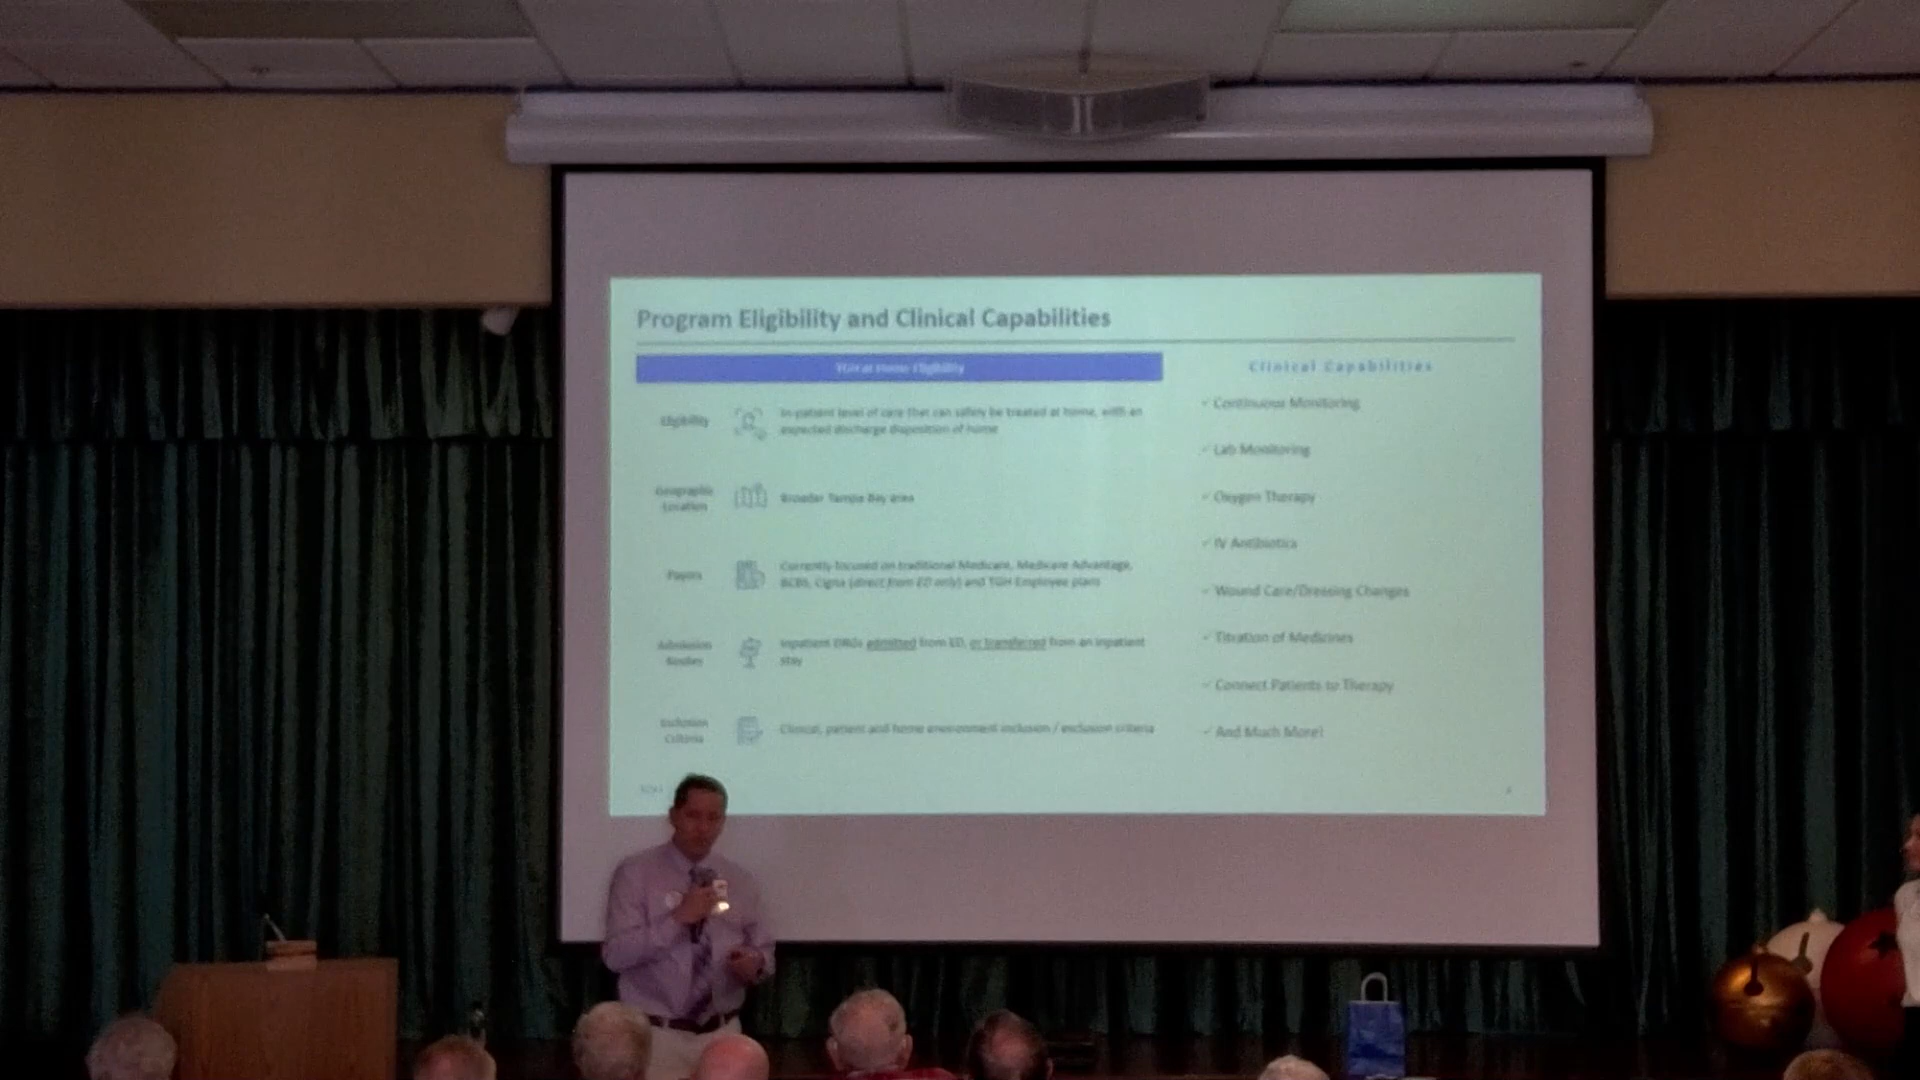 Program Eligibility and Clinical Capabilities
TGH at Home Eligibility
Clinical Capabilities
Eligibility
In-patient level of care that can safely be treated at home, with an
expected discharge disposition of home
Geographic
Location
Broader Tampa Bay area
Payors
Currently focused on traditional Medicare, Medicare Advantage,
BCBS, Cigna (direct from ED only) and TGH Employee plans
Admission
Inpatient DRGs admitted from ED, or transferred from an inpatient
stay
Inclusion
Criteria
Clinical, patient and home environment inclusion / exclusion criteria
✓ Continuous Monitoring
✓ Lab Monitoring
✓ Oxygen Therapy
✓ IV Antibiotics
✓ Wound Care/Dressing Changes
✓ Titration of Medicines
✓ Connect Patients to Therapy
✓ And Much More!